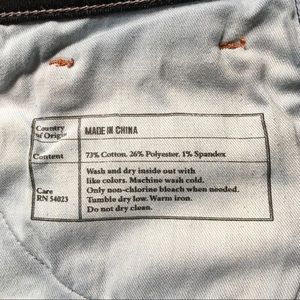 Country
of Origin
MADE IN CHINA
Content
73% Cotton, 26% Polyester, 1% Spandex
Care
RN 54023
Wash and dry inside out with
like colors. Machine wash cold.
Only non-chlorine bleach when needed.
Tumble dry low. Warm iron.
Do not dry clean.